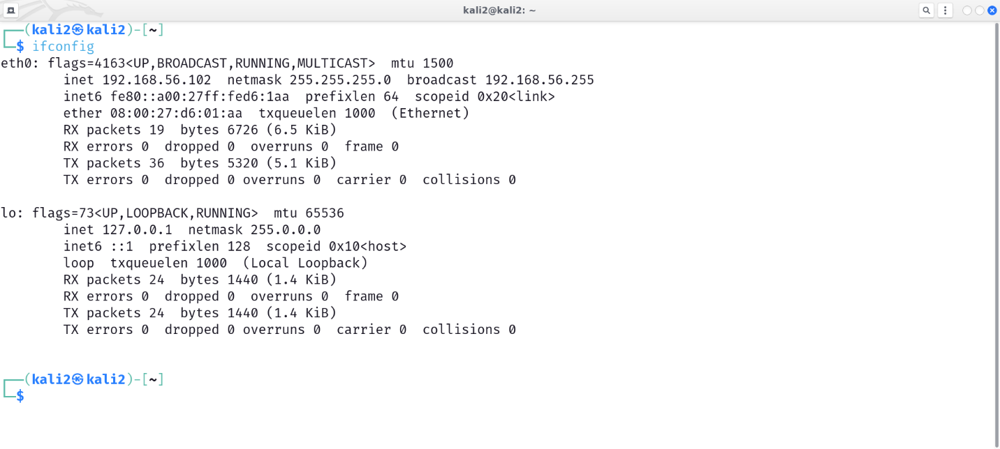 kali2@kali2: ~
┌──(kali2㉿kali2)-[~]
└─$ ifconfig
eth0: flags=4163<UP,BROADCAST,RUNNING,MULTICAST>  mtu 1500
        inet 192.168.56.102  netmask 255.255.255.0  broadcast 192.168.56.255
        inet6 fe80::a00:27ff:fed6:1aa  prefixlen 64  scopeid 0x20<link>
        ether 08:00:27:d6:01:aa  txqueuelen 1000  (Ethernet)
        RX packets 19  bytes 6726 (6.5 KiB)
        RX errors 0  dropped 0  overruns 0  frame 0
        TX packets 36  bytes 5320 (5.1 KiB)
        TX errors 0  dropped 0 overruns 0  carrier 0  collisions 0

lo: flags=73<UP,LOOPBACK,RUNNING>  mtu 65536
        inet 127.0.0.1  netmask 255.0.0.0
        inet6 ::1  prefixlen 128  scopeid 0x10<host>
        loop  txqueuelen 1000  (Local Loopback)
        RX packets 24  bytes 1440 (1.4 KiB)
        RX errors 0  dropped 0  overruns 0  frame 0
        TX packets 24  bytes 1440 (1.4 KiB)
        TX errors 0  dropped 0 overruns 0  carrier 0  collisions 0

┌──(kali2㉿kali2)-[~]
└─$